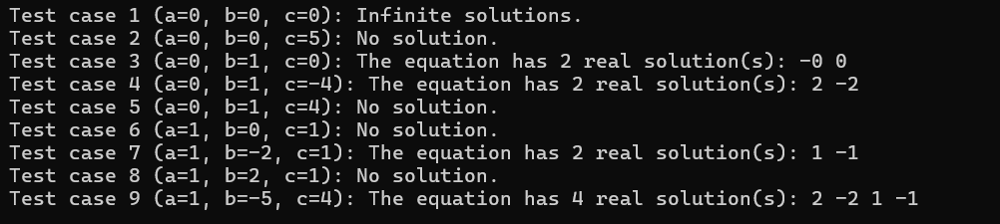 Test case 1 (a=0, b=0, c=0): Infinite solutions.
Test case 2 (a=0, b=0, c=5): No solution.
Test case 3 (a=0, b=1, c=0): The equation has 2 real solution(s): -0 0
Test case 4 (a=0, b=1, c=-4): The equation has 2 real solution(s): 2 -2
Test case 5 (a=0, b=1, c=4): No solution.
Test case 6 (a=1, b=0, c=1): No solution.
Test case 7 (a=1, b=-2, c=1): The equation has 2 real solution(s): 1 -1
Test case 8 (a=1, b=2, c=1): No solution.
Test case 9 (a=1, b=-5, c=4): The equation has 4 real solution(s): 2 -2 1 -1